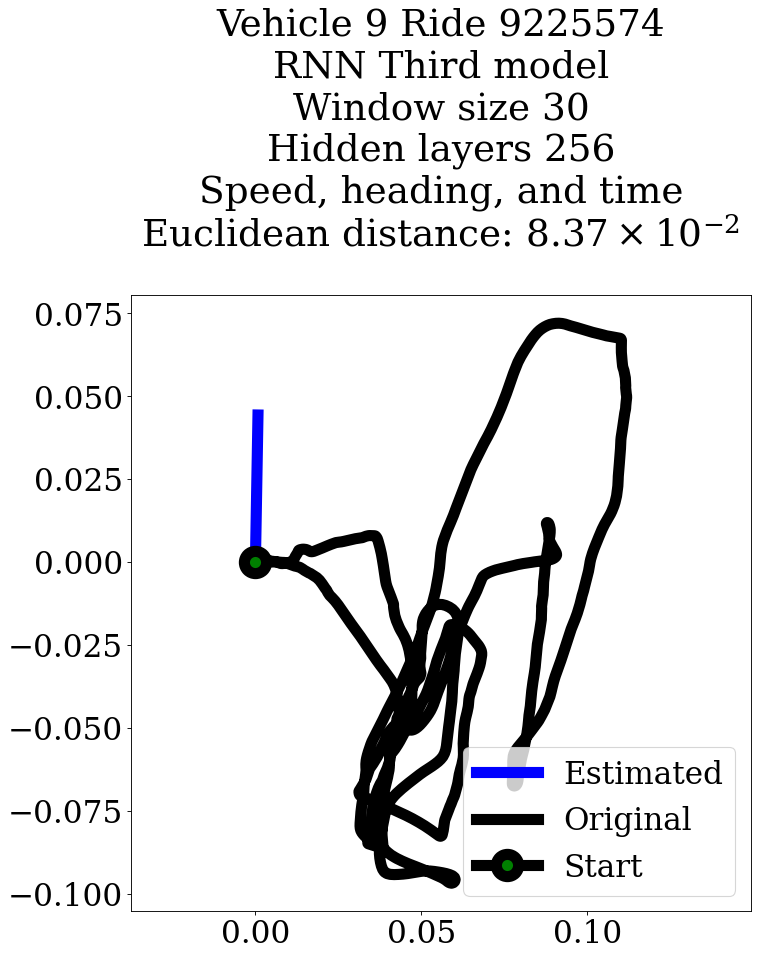 Vehicle 9 Ride 9225574
RNN Third model
Window size 30
Hidden layers 256
Speed, heading, and time
Euclidean distance: 8.37 × 10⁻²
0.075
0.050
0.025
0.000
−0.025
−0.050
−0.075
−0.100
0.00 0.05 0.10
Estimated
Original
Start